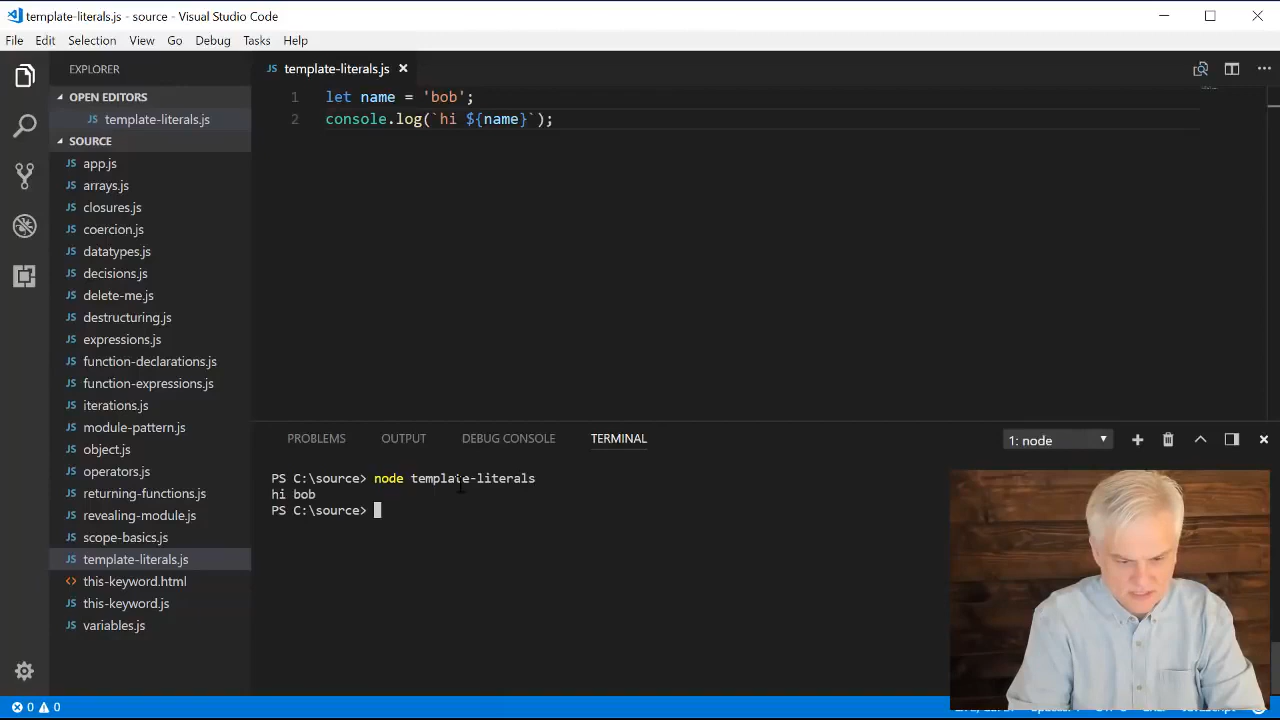 template-literals.js - source - Visual Studio Code
File Edit Selection View Go Debug Tasks Help
EXPLORER
OPEN EDITORS
template-literals.js
SOURCE
app.js
arrays.js
closures.js
coercion.js
datatypes.js
decisions.js
delete-me.js
destructuring.js
expressions.js
function-declarations.js
function-expressions.js
iterations.js
module-pattern.js
object.js
operators.js
returning-functions.js
revealing-module.js
scope-basics.js
template-literals.js
this-keyword.html
this-keyword.js
variables.js
template-literals.js
1 let name = 'bob';
2 console.log(`hi ${name}`);
PROBLEMS OUTPUT DEBUG CONSOLE TERMINAL 1: node
PS C:\source> node template-literals
hi bob
PS C:\source>
0 0